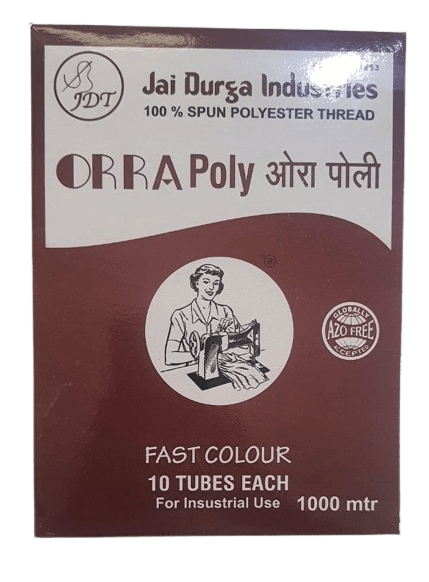 JDT
Jai Durga Industries
100 % SPUN POLYESTER THREAD
ORRA Poly ओरा पोली
®
GLOBALLY
AZO FREE
ACCEPTED
FAST COLOUR
10 TUBES EACH
For Insustrial Use 1000 mtr